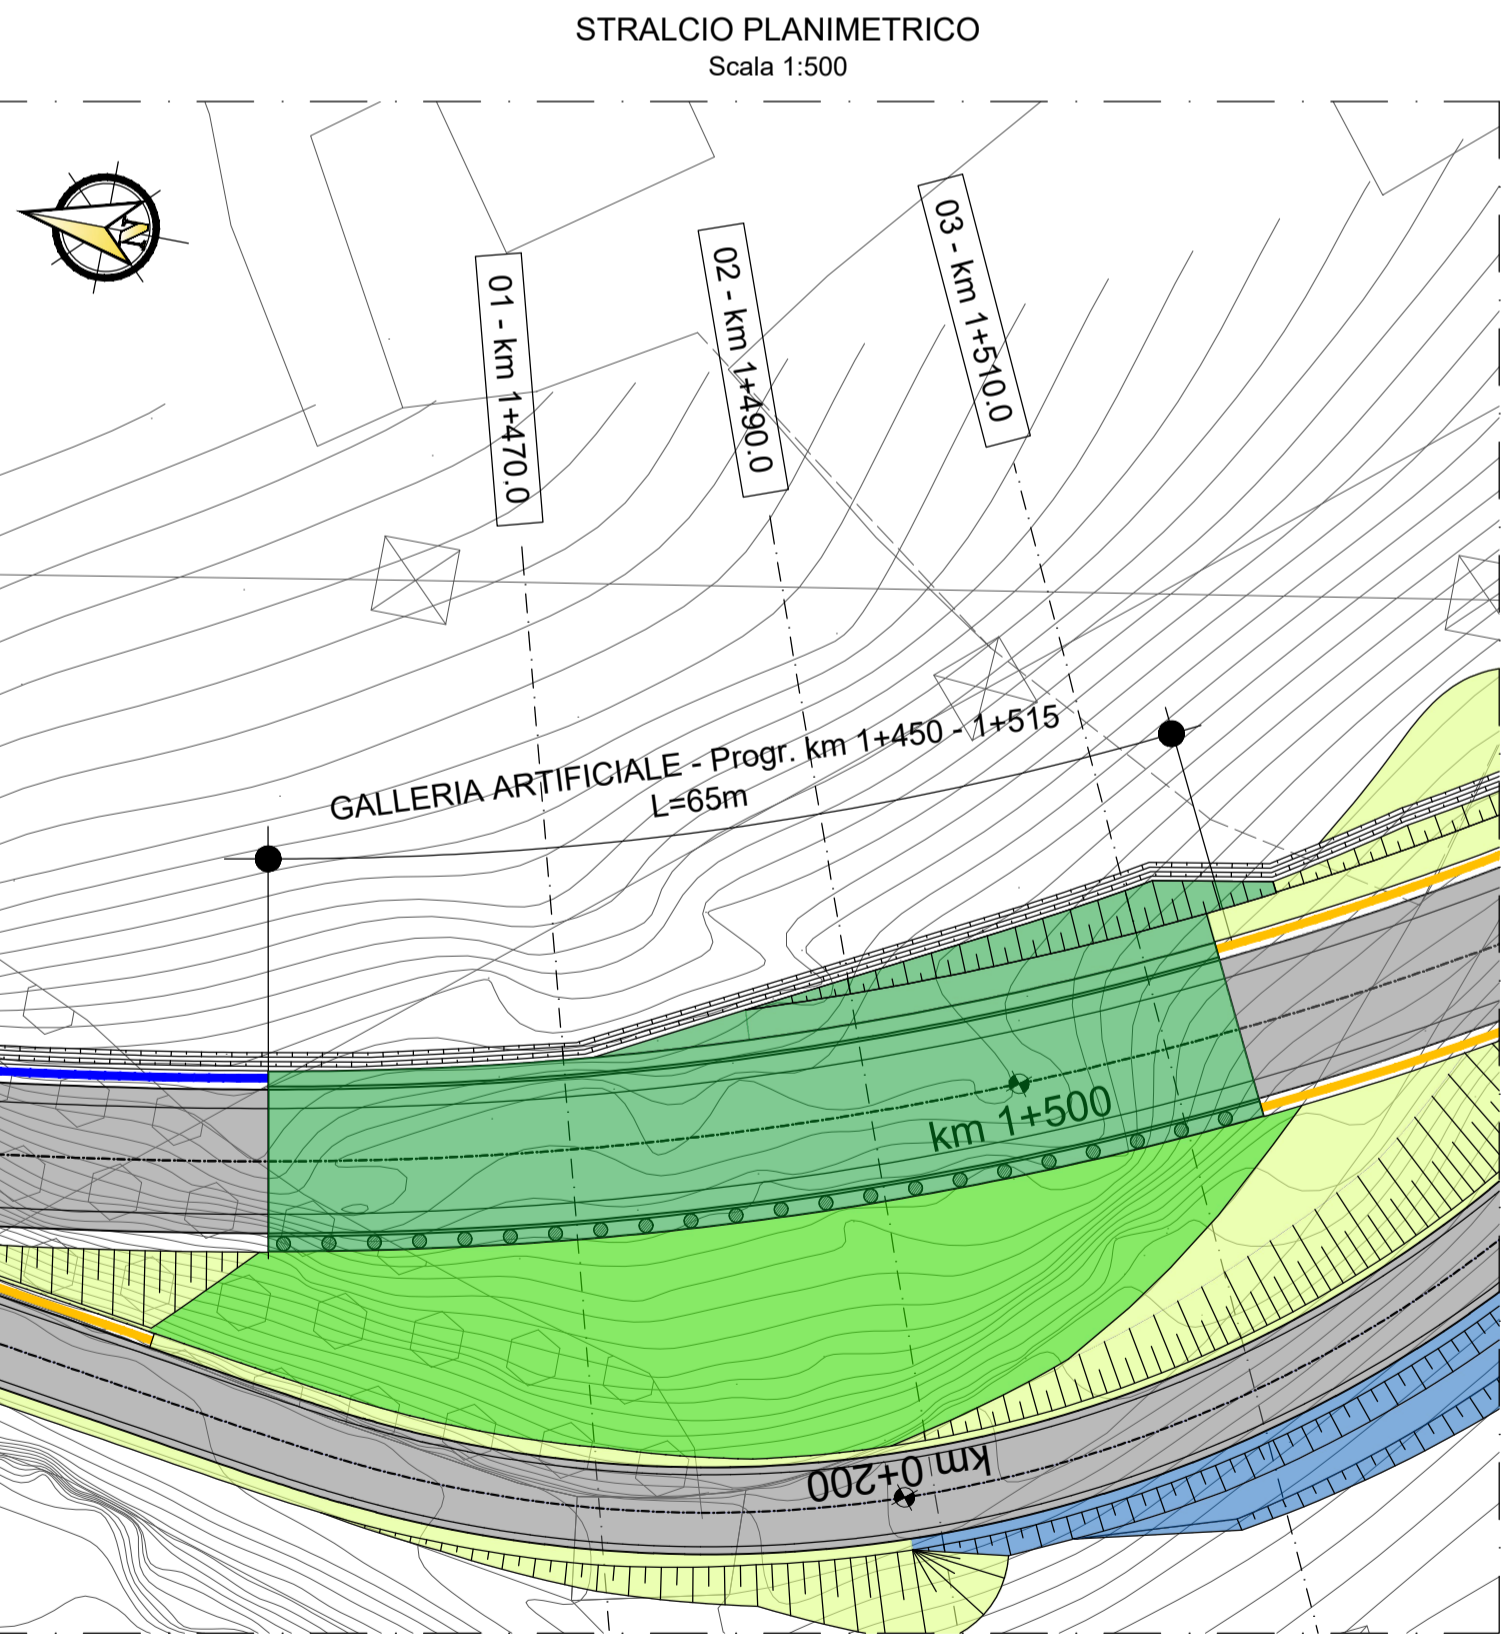 STRALCIO PLANIMETRICO
Scala 1:500
N
01 - km 1+470.0
02 - km 1+490.0
03 - km 1+510.0
GALLERIA ARTIFICIALE - Progr. km 1+450 - 1+515
L=65m
km 1+500
km 0+200